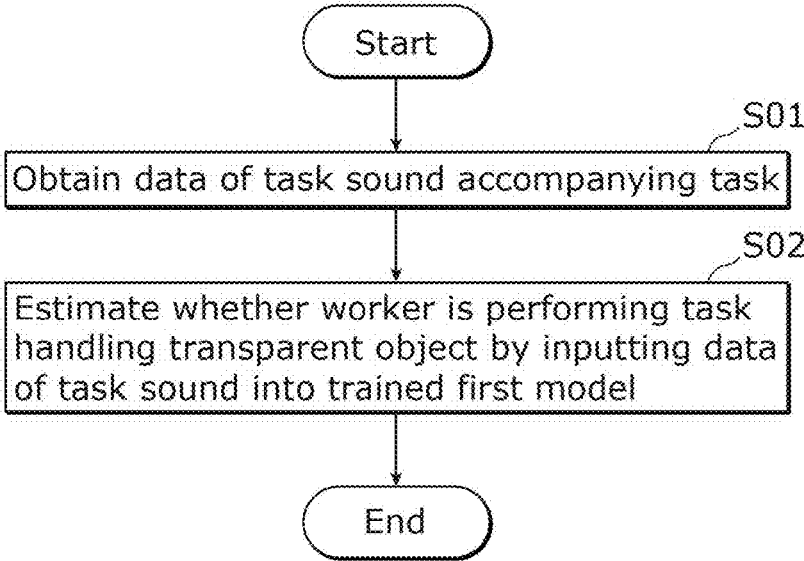 Start
S01
Obtain data of task sound accompanying task
S02
Estimate whether worker is performing task
handling transparent object by inputting data
of task sound into trained first model
End